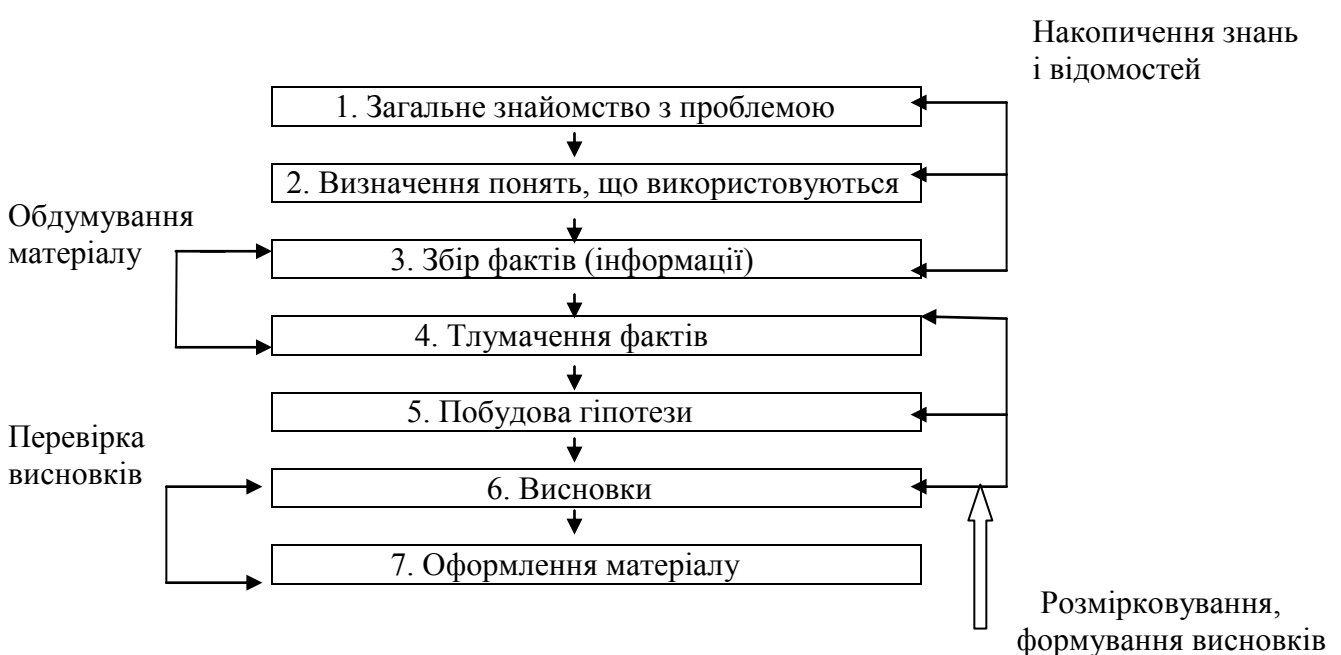 Накопичення знань
і відомостей
1. Загальне знайомство з проблемою
2. Визначення понять, що використовуються
Обдумування
матеріалу
3. Збір фактів (інформації)
4. Тлумачення фактів
5. Побудова гіпотези
Перевірка
висновків
6. Висновки
7. Оформлення матеріалу
Розмірковування,
формування висновків